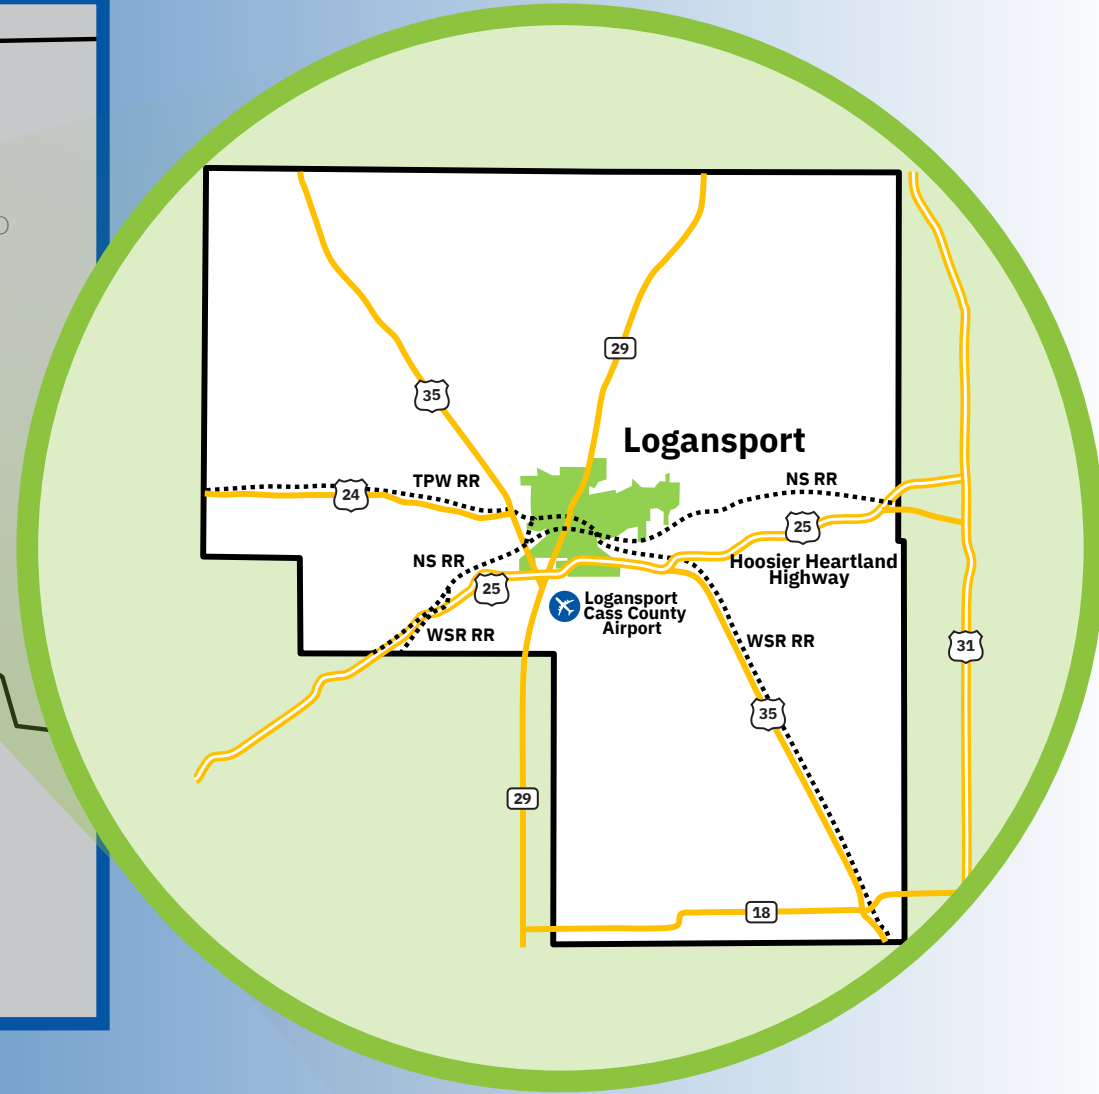 29
35
Logansport
TPW RR
NS RR
24
25
NS RR
Hoosier Heartland
Highway
25
Logansport
Cass County
Airport
WSR RR
WSR RR
31
35
29
18